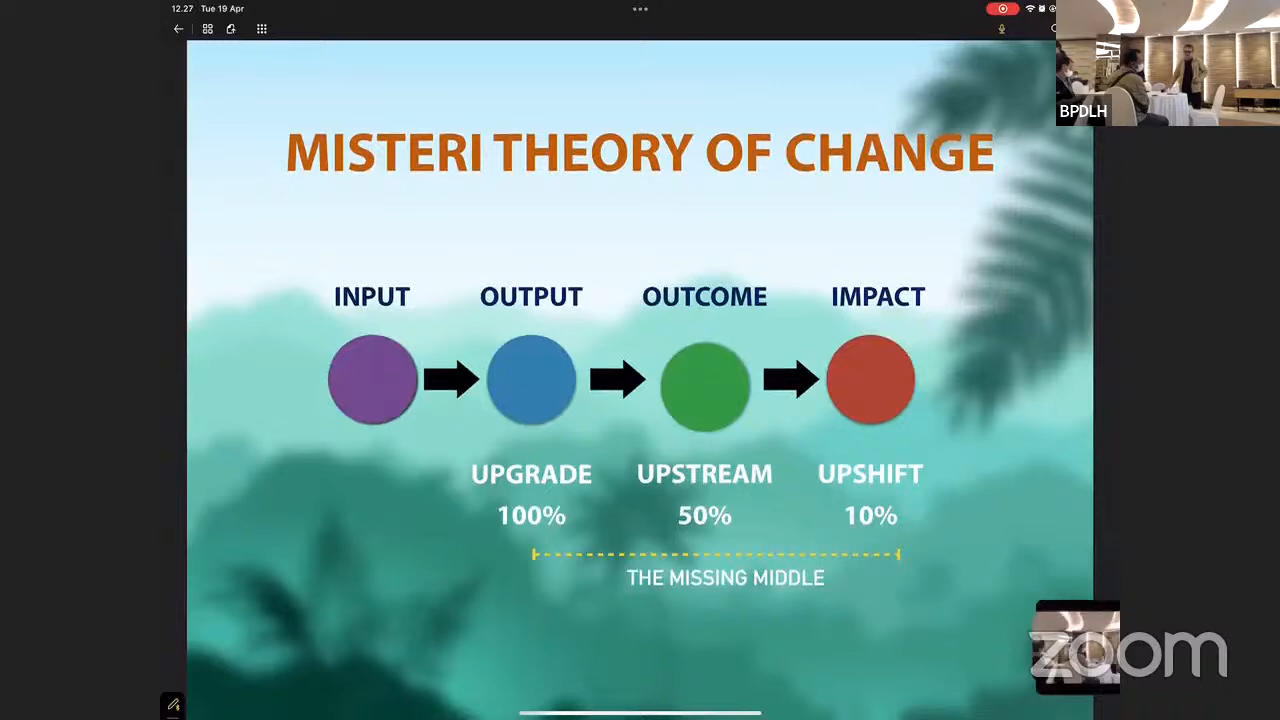 12.27 Tue 19 Apr
BPDLH
MISTERI THEORY OF CHANGE
INPUT OUTPUT OUTCOME IMPACT
UPGRADE UPSTREAM UPSHIFT
100% 50% 10%
THE MISSING MIDDLE
zoom